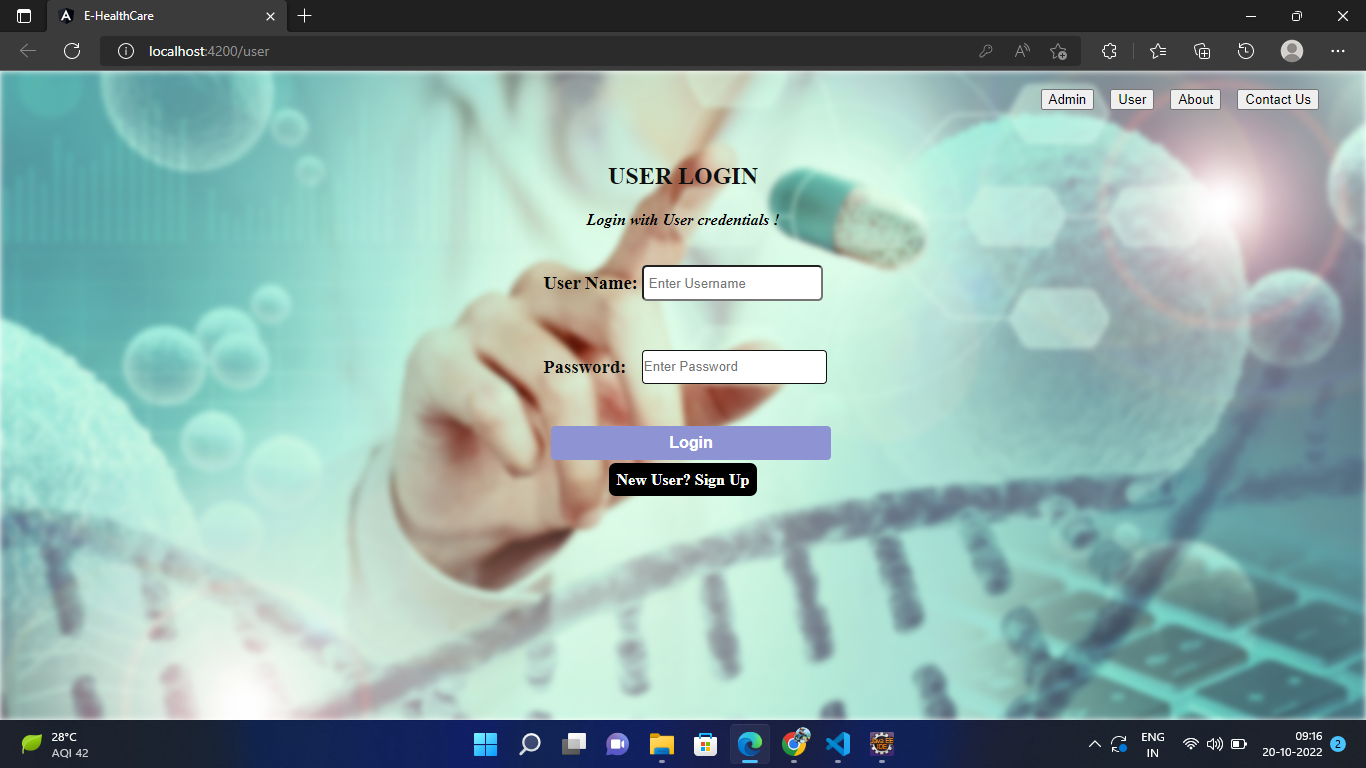 E-HealthCare
localhost:4200/user
Admin User About Contact Us
USER LOGIN
Login with User credentials !
User Name: Enter Username
Password: Enter Password
Login
New User? Sign Up
28°C
AQI 42
ENG
IN
09:16
20-10-2022
2